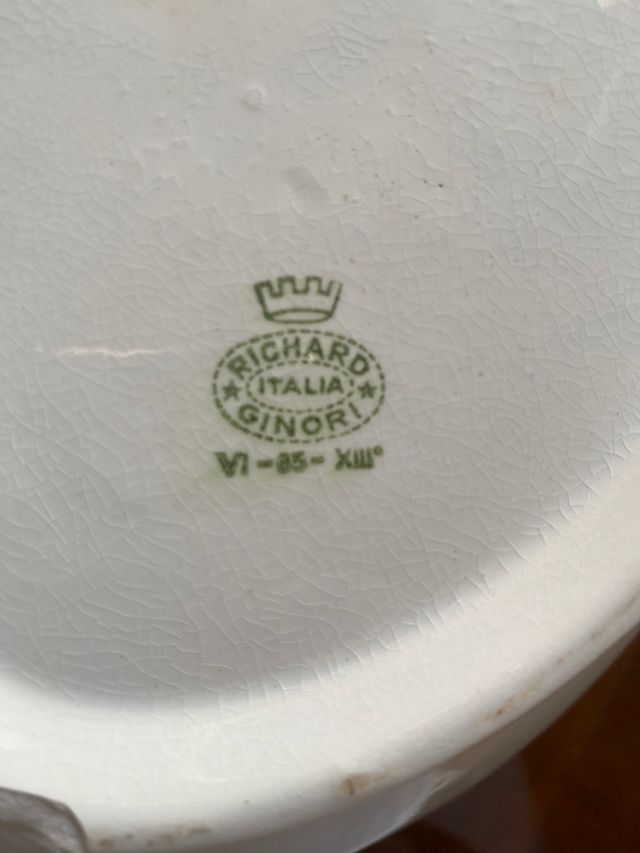 RICHARD
ITALIA
GINORI
VI - 35 - XIII°